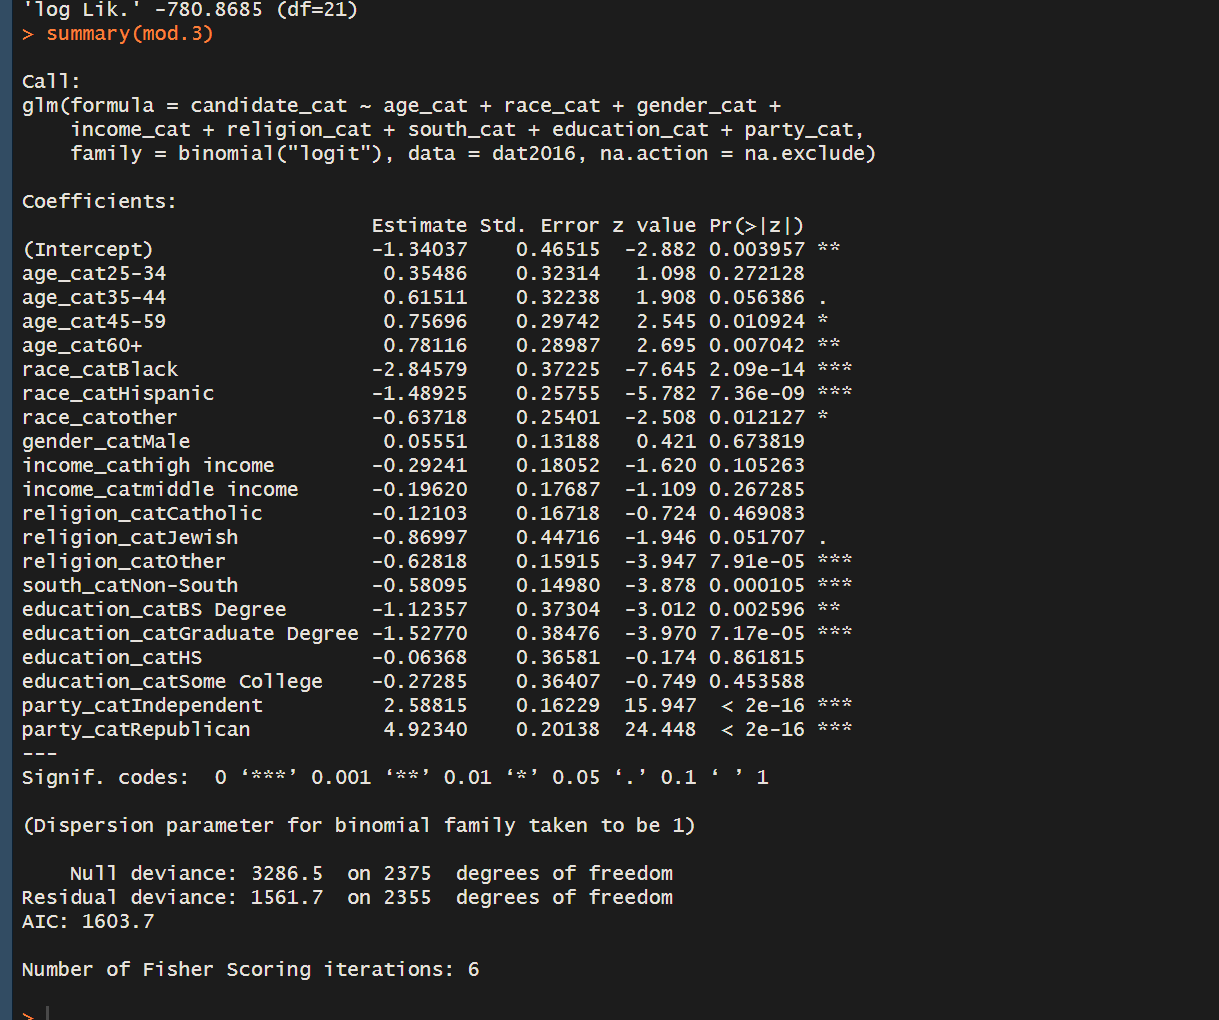 'log Lik.' -780.8685 (df=21)
> summary(mod.3)
Call:
glm(formula = candidate_cat ~ age_cat + race_cat + gender_cat +
    income_cat + religion_cat + south_cat + education_cat + party_cat,
    family = binomial("logit"), data = dat2016, na.action = na.exclude)
Coefficients:
                             Estimate Std. Error z value Pr(>|z|)
(Intercept)                  -1.34037    0.46515  -2.882 0.003957 **
age_cat25-34                  0.35486    0.32314   1.098 0.272128
age_cat35-44                  0.61511    0.32238   1.908 0.056386 .
age_cat45-59                  0.75696    0.29742   2.545 0.010924 *
age_cat60+                    0.78116    0.28987   2.695 0.007042 **
race_catBlack                -2.84579    0.37225  -7.645 2.09e-14 ***
race_catHispanic             -1.48925    0.25755  -5.782 7.36e-09 ***
race_catother                -0.63718    0.25401  -2.508 0.012127 *
gender_catMale                0.05551    0.13188   0.421 0.673819
income_cathigh income        -0.29241    0.18052  -1.620 0.105263
income_catmiddle income      -0.19620    0.17687  -1.109 0.267285
religion_catCatholic         -0.12103    0.16718  -0.724 0.469083
religion_catJewish           -0.86997    0.44716  -1.946 0.051707 .
religion_catOther            -0.62818    0.15915  -3.947 7.91e-05 ***
south_catNon-South           -0.58095    0.14980  -3.878 0.000105 ***
education_catBS Degree       -1.12357    0.37304  -3.012 0.002596 **
education_catGraduate Degree -1.52770    0.38476  -3.970 7.17e-05 ***
education_catHS              -0.06368    0.36581  -0.174 0.861815
education_catSome College    -0.27285    0.36407  -0.749 0.453588
party_catIndependent          2.58815    0.16229  15.947  < 2e-16 ***
party_catRepublican           4.92340    0.20138  24.448  < 2e-16 ***
---
Signif. codes:  0 ‘***’ 0.001 ‘**’ 0.01 ‘*’ 0.05 ‘.’ 0.1 ‘ ’ 1
(Dispersion parameter for binomial family taken to be 1)
    Null deviance: 3286.5  on 2375  degrees of freedom
Residual deviance: 1561.7  on 2355  degrees of freedom
AIC: 1603.7
Number of Fisher Scoring iterations: 6
>